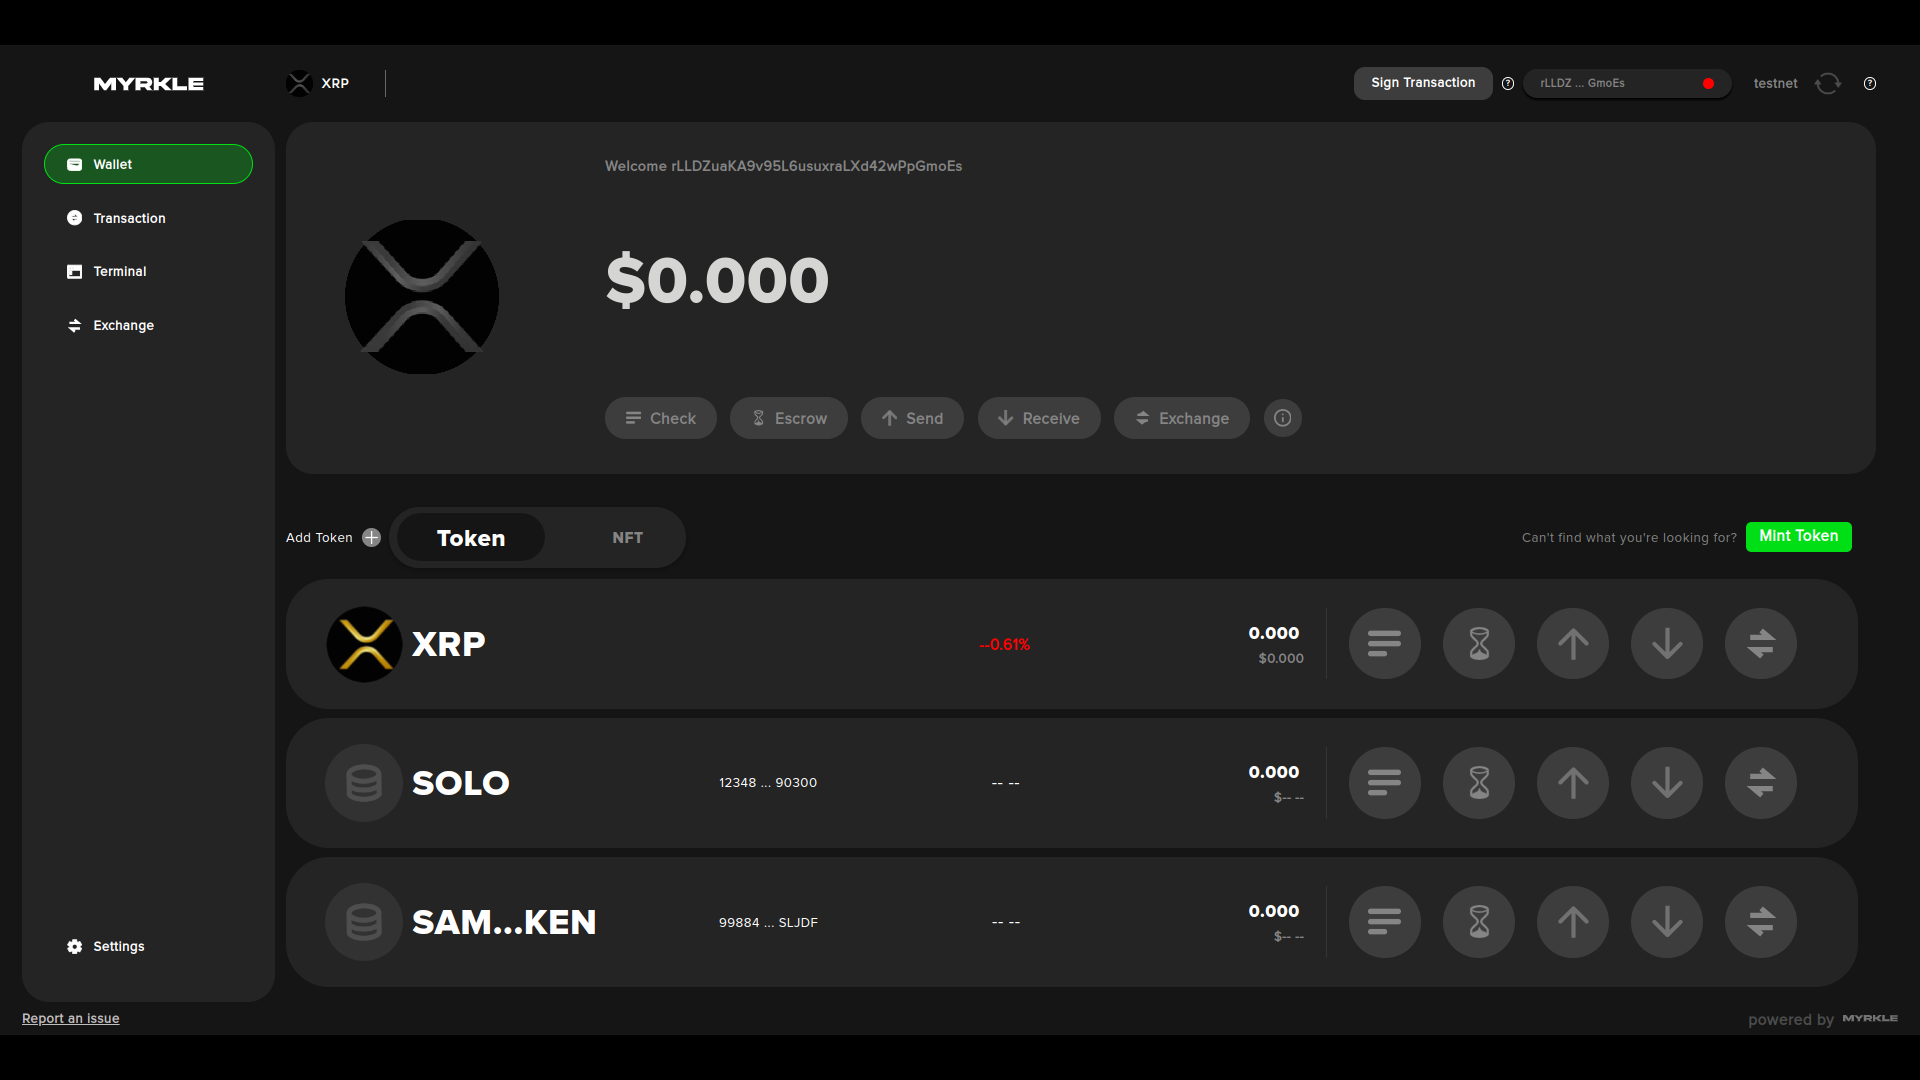 MYRKLE
XRP
Sign Transaction
rLLDZ ... GmoEs
testnet
Wallet
Transaction
Terminal
Exchange
Settings
Welcome rLLDZuaKA9v95L6usuxraLXd42wPpGmoEs
$0.000
Check
Escrow
Send
Receive
Exchange
Add Token
Token
NFT
Can't find what you're looking for?
Mint Token
XRP
--0.61%
0.000
$0.000
SOLO
12348 ... 90300
-- --
0.000
$-- --
SAM...KEN
99884 ... SLJDF
-- --
0.000
$-- --
Report an issue
powered by MYRKLE